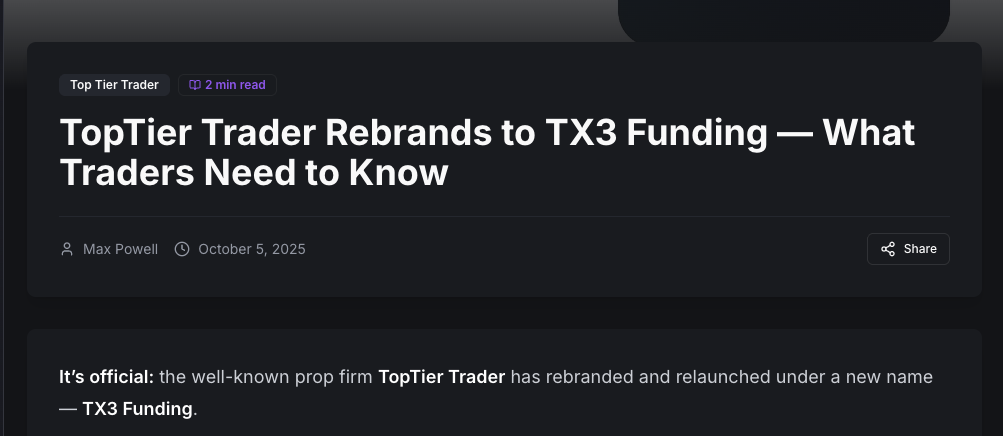 Top Tier Trader
2 min read
TopTier Trader Rebrands to TX3 Funding — What
Traders Need to Know
Max Powell
October 5, 2025
Share
It’s official: the well-known prop firm TopTier Trader has rebranded and relaunched under a new name
— TX3 Funding.